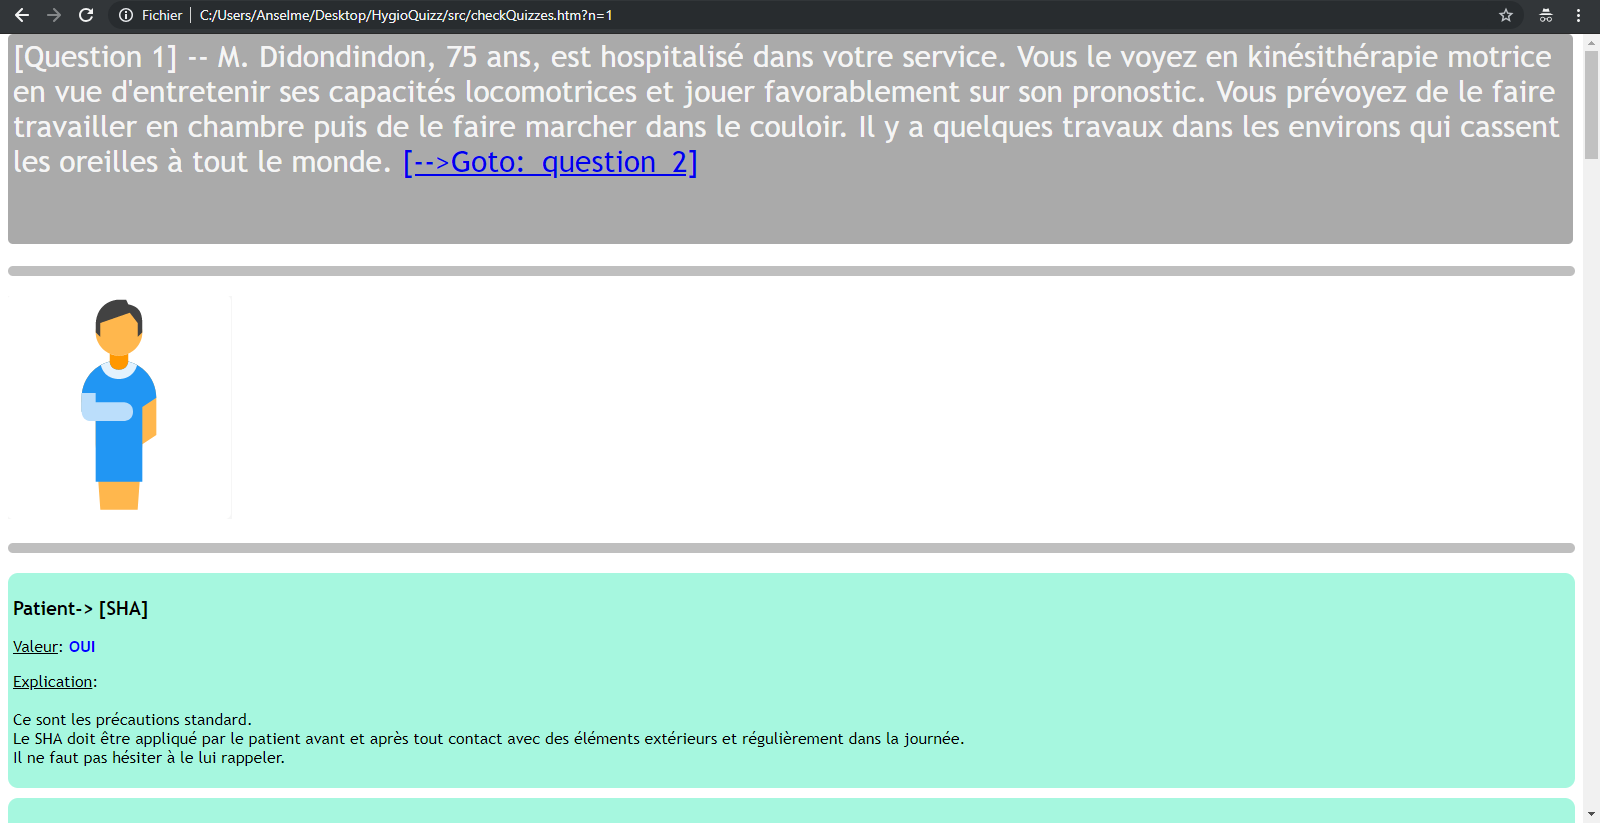 Fichier C:/Users/Anselme/Desktop/HygioQuizz/src/checkQuizzes.htm?n=1
[Question 1] -- M. Didondindon, 75 ans, est hospitalisé dans votre service. Vous le voyez en kinésithérapie motrice
en vue d'entretenir ses capacités locomotrices et jouer favorablement sur son pronostic. Vous prévoyez de le faire
travailler en chambre puis de le faire marcher dans le couloir. Il y a quelques travaux dans les environs qui cassent
les oreilles à tout le monde. [-->Goto: question 2]
Patient-> [SHA]
Valeur: OUI
Explication:
Ce sont les précautions standard.
Le SHA doit être appliqué par le patient avant et après tout contact avec des éléments extérieurs et régulièrement dans la journée.
Il ne faut pas hésiter à le lui rappeler.